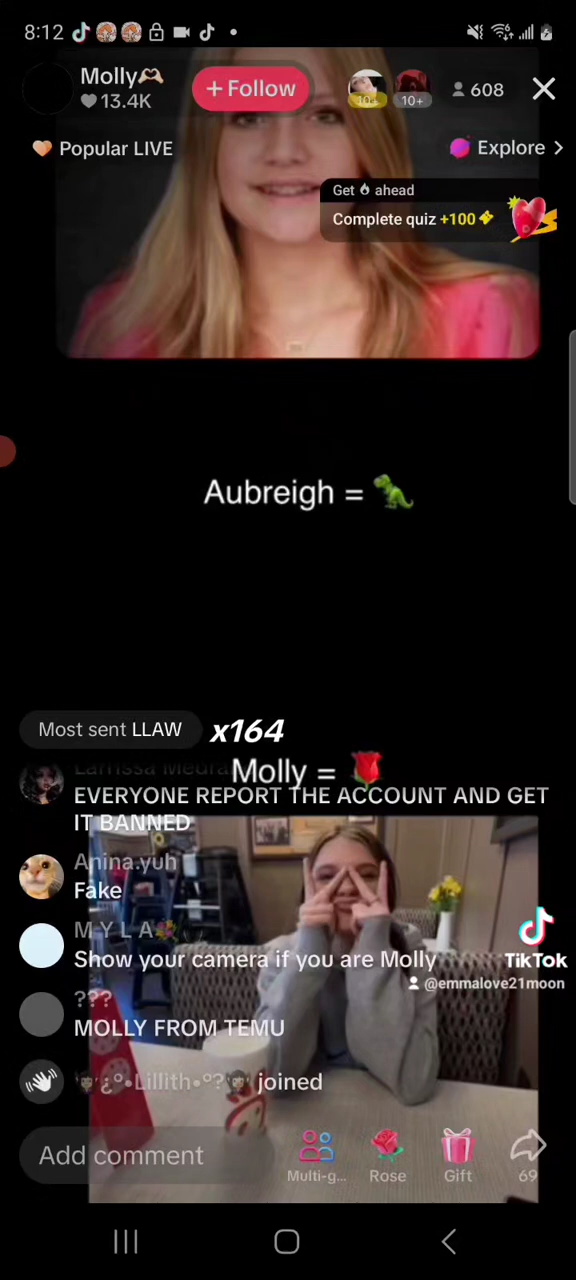 8:12
Molly🫶
13.4K
+ Follow
10+
608
Popular LIVE
Explore >
Get 🔥 ahead
Complete quiz +100
Aubreigh = 🦖
Most sent LLAW x164
Molly = 🌹
EVERYONE REPORT THE ACCOUNT AND GET
IT BANNED
Anina.yuh
Fake
M Y L A
Show your camera if you are Molly
TikTok
@emmalove21moon
???
MOLLY FROM TEMU
¿º•Lillith•º? joined
Add comment
Multi-g...
Rose
Gift
69